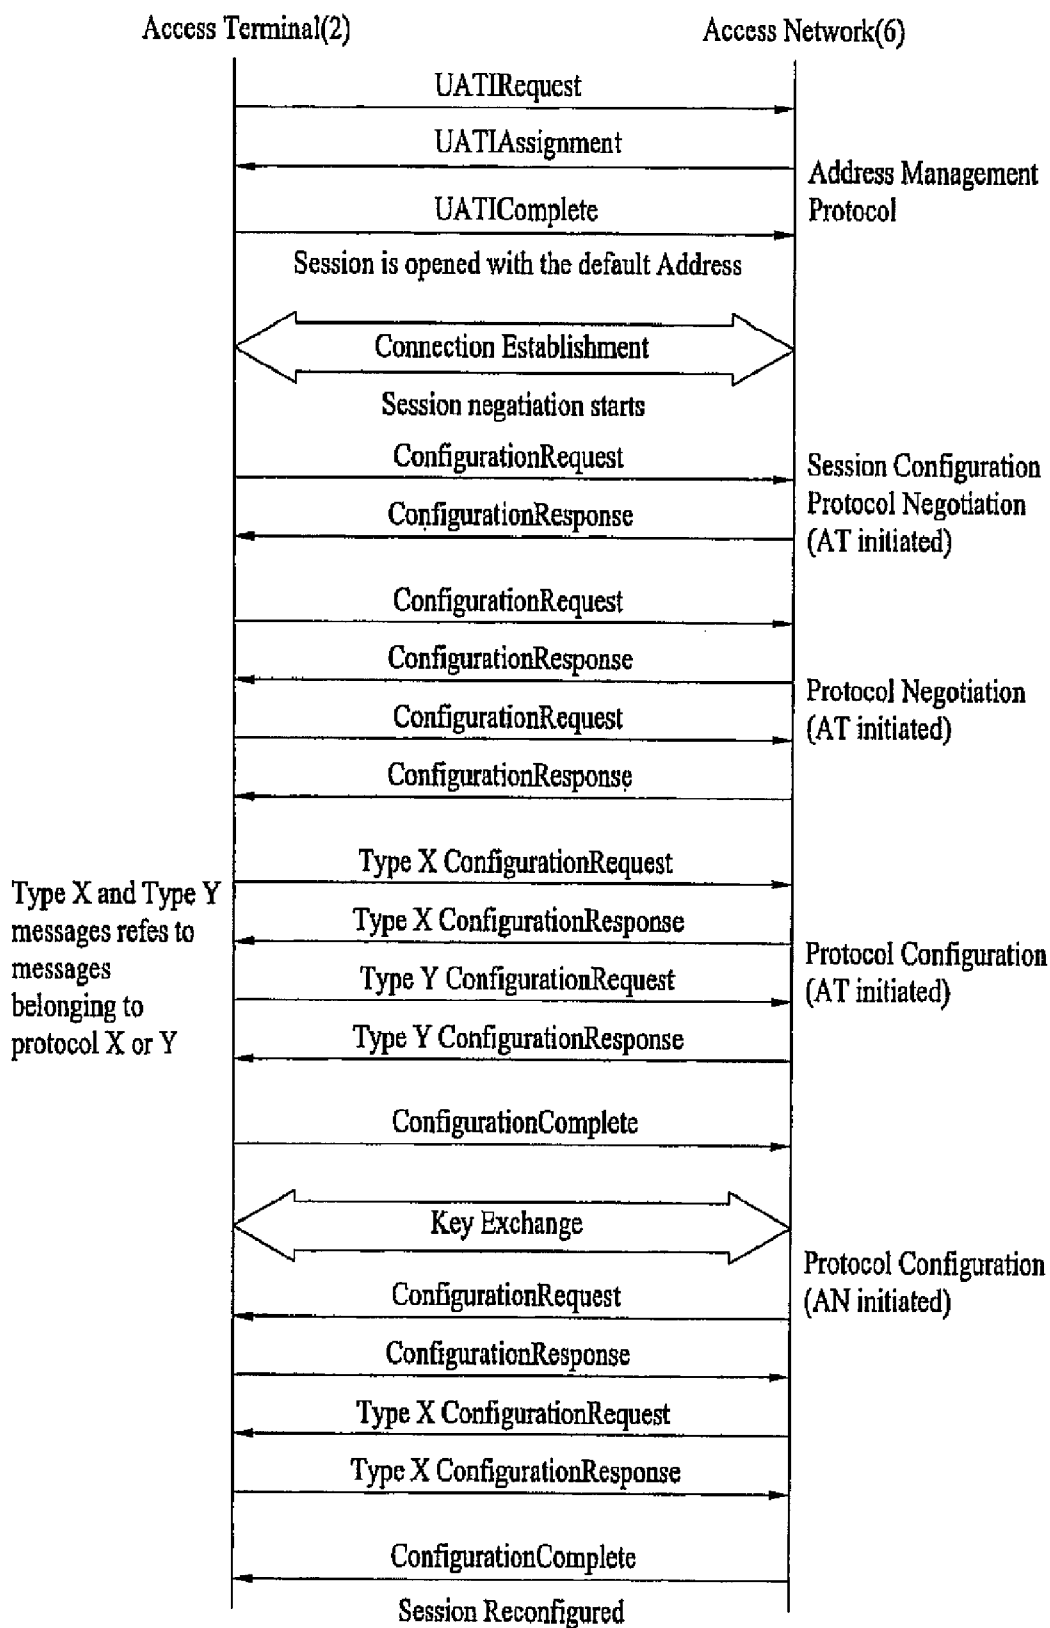 Access Terminal(2)
Access Network(6)
UATIRequest
UATIAssignment
Address Management
Protocol
UATIComplete
Session is opened with the default Address
Connection Establishment
Session negatiation starts
ConfigurationRequest
Session Configuration
Protocol Negotiation
(AT initiated)
ConfigurationResponse
ConfigurationRequest
ConfigurationResponse
Protocol Negotiation
(AT initiated)
ConfigurationRequest
ConfigurationResponse
Type X ConfigurationRequest
Type X and Type Y
messages refes to
messages
belonging to
protocol X or Y
Type X ConfigurationResponse
Protocol Configuration
(AT initiated)
Type Y ConfigurationRequest
Type Y ConfigurationResponse
ConfigurationComplete
Key Exchange
Protocol Configuration
(AN initiated)
ConfigurationRequest
ConfigurationResponse
Type X ConfigurationRequest
Type X ConfigurationResponse
ConfigurationComplete
Session Reconfigured